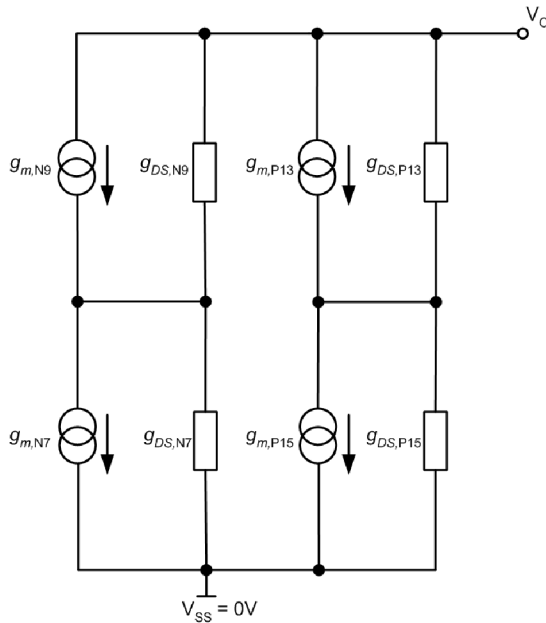 V_O
g_m,N9 g_DS,N9 g_m,P13 g_DS,P13
g_m,N7 g_DS,N7 g_m,P15 g_DS,P15
V_SS = 0V